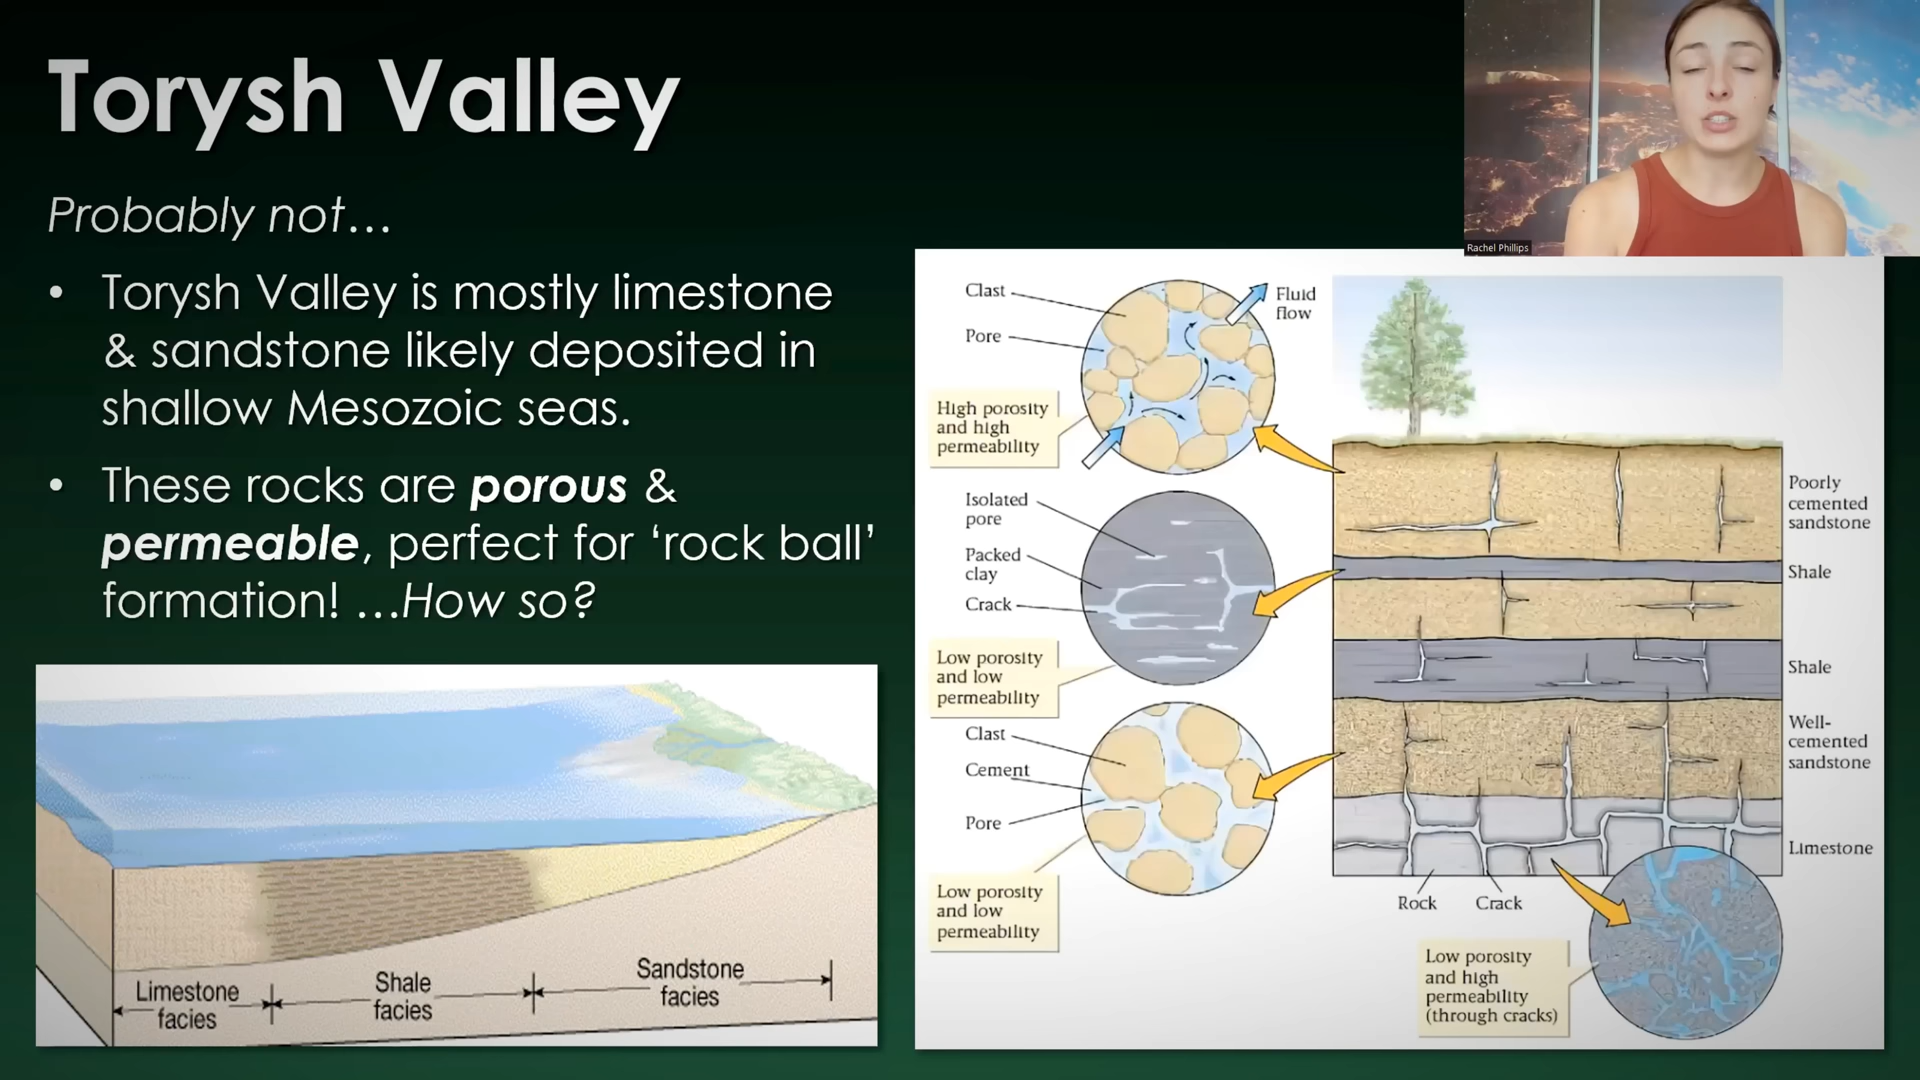 Torysh Valley
Probably not...
• Torysh Valley is mostly limestone
& sandstone likely deposited in
shallow Mesozoic seas.
• These rocks are porous &
permeable, perfect for ‘rock ball’
formation! ...How so?
Limestone
facies
Shale
facies
Sandstone
facies
Rachel Phillips
Clast
Pore
Fluid
flow
High porosity
and high
permeability
Isolated
pore
Packed
clay
Crack
Low porosity
and low
permeability
Clast
Cement
Pore
Low porosity
and low
permeability
Poorly
cemented
sandstone
Shale
Shale
Well-
cemented
sandstone
Limestone
Rock
Crack
Low porosity
and high
permeability
(through cracks)